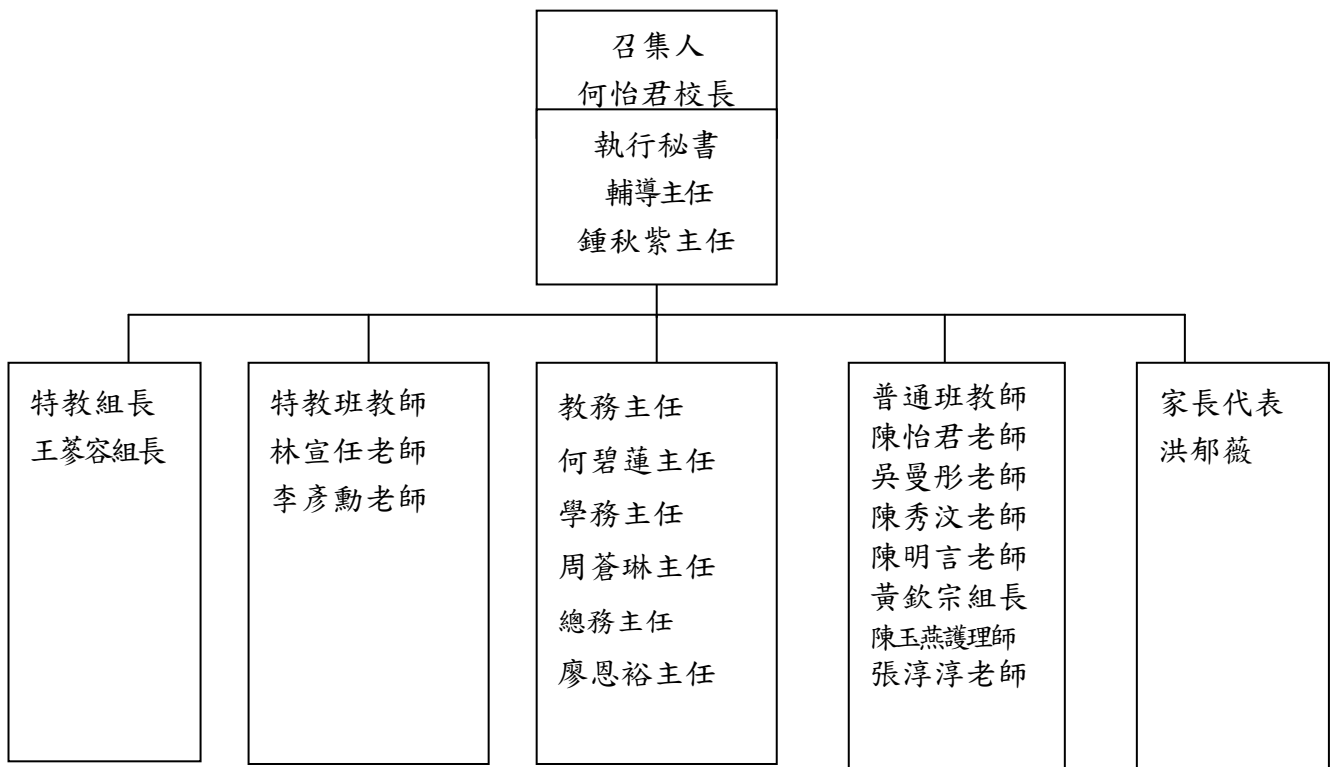 召集人
何怡君校長
執行秘書
輔導主任
鍾秋紫主任
特教組長
王蔘容組長
特教班教師
林宣任老師
李彥勳老師
教務主任
何碧蓮主任
學務主任
周蒼琳主任
總務主任
廖恩裕主任
普通班教師
陳怡君老師
吳曼彤老師
陳秀汶老師
陳明言老師
黃欽宗組長
陳玉燕護理師
張淳淳老師
家長代表
洪郁薇